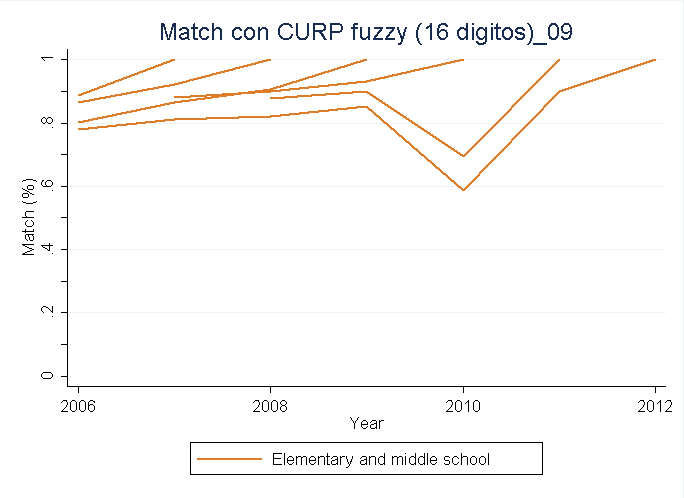 Match con CURP fuzzy (16 digitos)_09
Match (%)
1
.8
.6
.4
.2
0
2006
2008
2010
2012
Year
Elementary and middle school